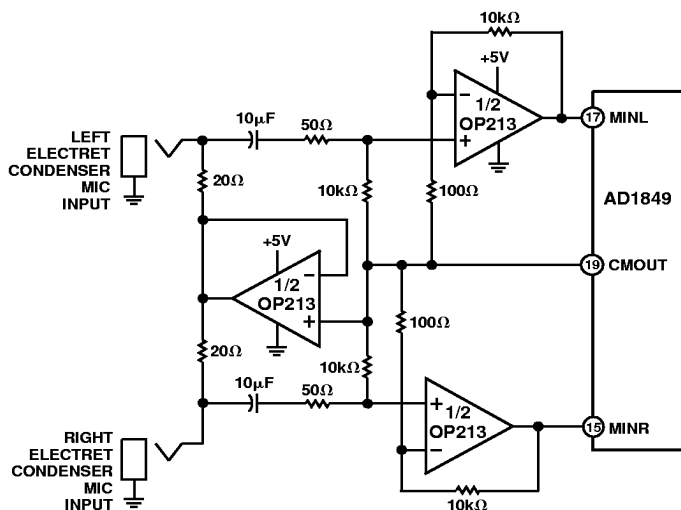 10kΩ
+5V
10µF
50Ω
−
1/2
OP213
+
17 MINL
LEFT
ELECTRET
CONDENSER
MIC
INPUT
20Ω
10kΩ
100Ω
AD1849
+5V
−
1/2
OP213
+
19 CMOUT
100Ω
20Ω
10kΩ
10µF
50Ω
+
1/2
OP213
−
15 MINR
RIGHT
ELECTRET
CONDENSER
MIC
INPUT
10kΩ